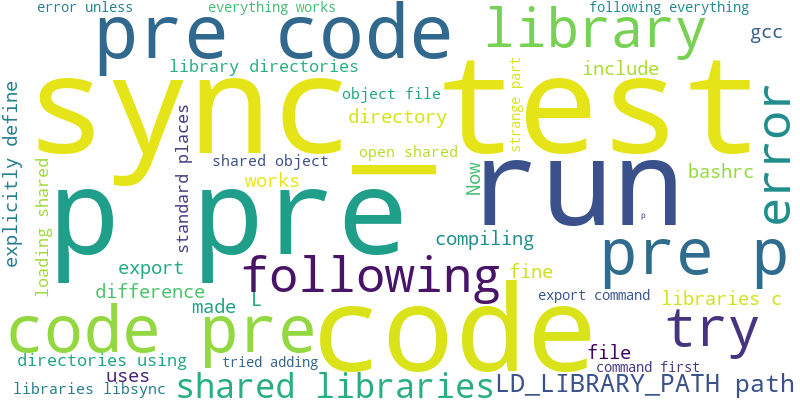 error unless
everything works
following everything
pre code
library
gcc
library directories
include
sync_test
object file
strange part
error
explicitly define
directory
standard places
shared object
open shared
loading shared
p pre
works
run
Now
bashrc
p
compiling
pre p
export
following
fine
difference
made
L
export command
libraries c
code pre
code
try
directories using
tried adding
file
command first
uses
libraries libsync
shared libraries
LD_LIBRARY_PATH path